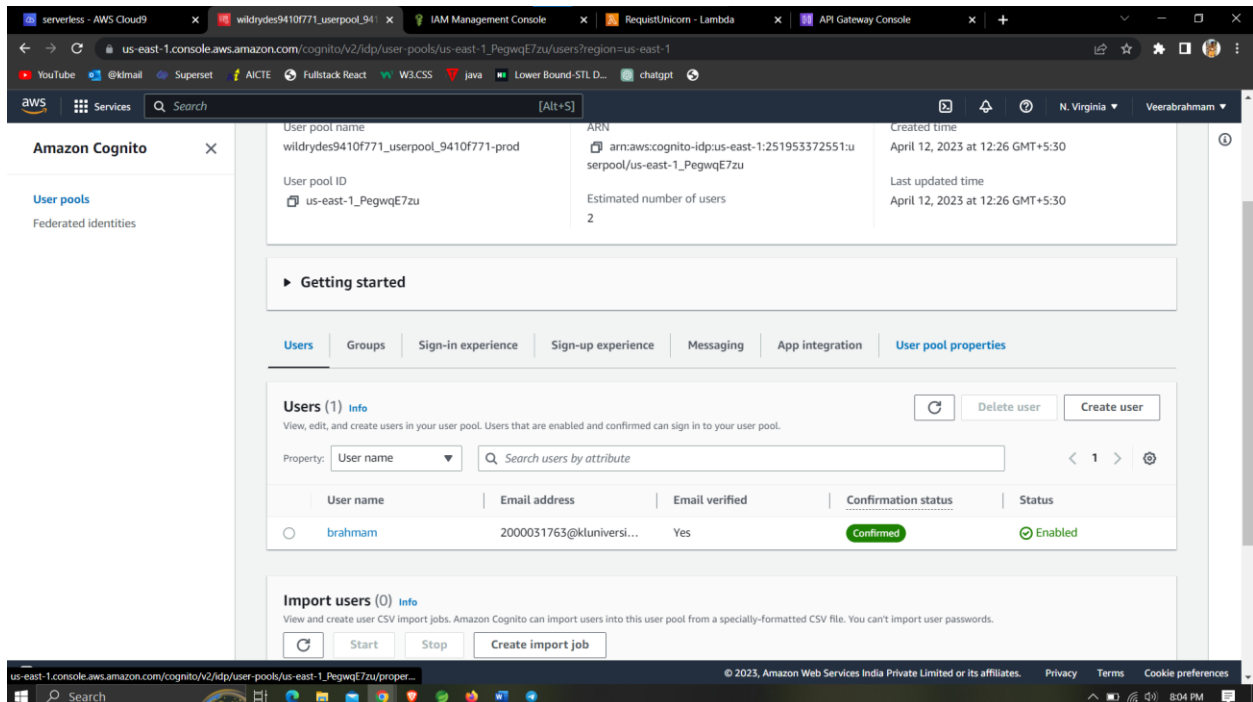 serverless - AWS Cloud9
wildrydes9410f771_userpool_941
IAM Management Console
RequistUnicorn - Lambda
API Gateway Console
us-east-1.console.aws.amazon.com/cognito/v2/idp/user-pools/us-east-1_PegwqE7zu/users?region=us-east-1
YouTube @klmail Superset AICTE Fullstack React W3.CSS java Lower Bound-STL D... chatgpt
aws Services Search [Alt+S] N. Virginia Veerabrahmam
Amazon Cognito
User pools
Federated identities
User pool name
wildrydes9410f771_userpool_9410f771-prod
User pool ID
us-east-1_PegwqE7zu
ARN
arn:aws:cognito-idp:us-east-1:251953372551:u
serpool/us-east-1_PegwqE7zu
Estimated number of users
2
Created time
April 12, 2023 at 12:26 GMT+5:30
Last updated time
April 12, 2023 at 12:26 GMT+5:30
Getting started
Users Groups Sign-in experience Sign-up experience Messaging App integration User pool properties
Users (1) Info
View, edit, and create users in your user pool. Users that are enabled and confirmed can sign in to your user pool.
Delete user Create user
Property: User name Search users by attribute 1
User name Email address Email verified Confirmation status Status
brahmam 2000031763@kluniversi... Yes Confirmed Enabled
Import users (0) Info
View and create user CSV import jobs. Amazon Cognito can import users into this user pool from a specially-formatted CSV file. You can't import user passwords.
Start Stop Create import job
us-east-1.console.aws.amazon.com/cognito/v2/idp/user-pools/us-east-1_PegwqE7zu/proper...
© 2023, Amazon Web Services India Private Limited or its affiliates. Privacy Terms Cookie preferences
Search 8:04 PM